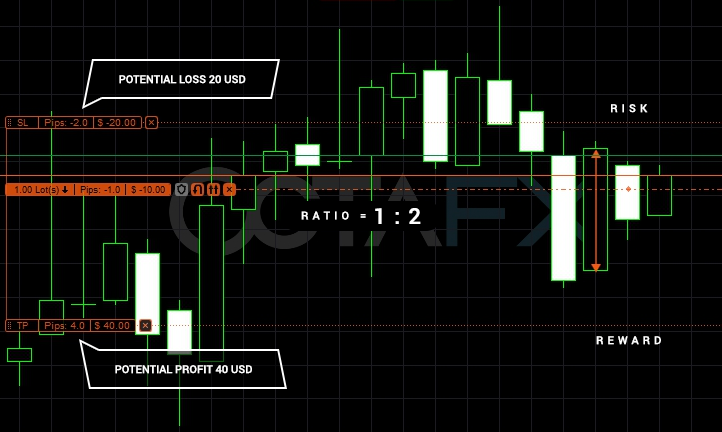 POTENTIAL LOSS 20 USD
RISK
SL Pips: -2.0 $ -20.00
1.00 Lot(s) Pips: -1.0 $ -10.00
OCTAFX
RATIO = 1 : 2
TP Pips: 4.0 $ 40.00
REWARD
POTENTIAL PROFIT 40 USD